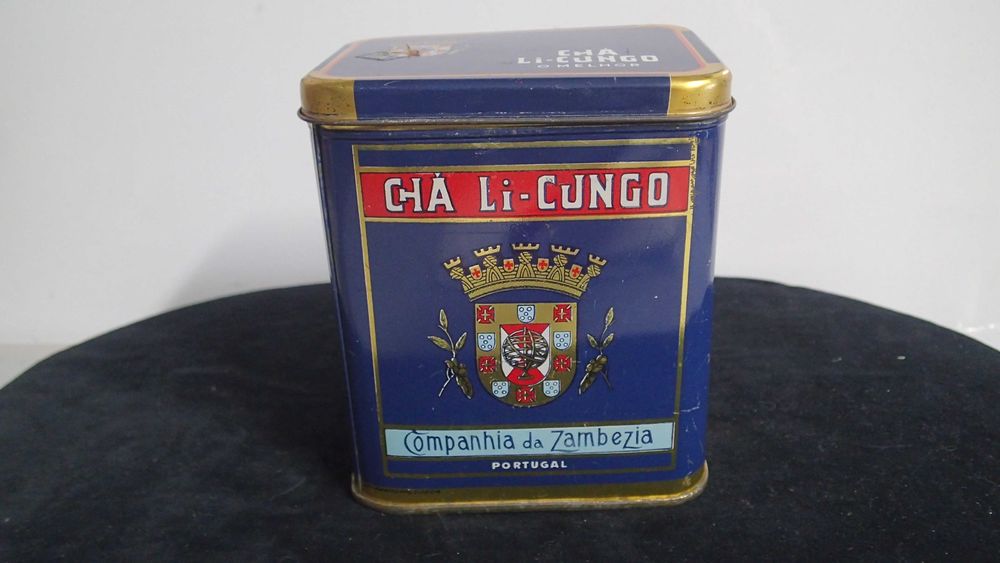 CHÁ
Li-CUNGO
O MELHOR
CHÁ Li-CUNGO
Companhia da Zambezia
PORTUGAL